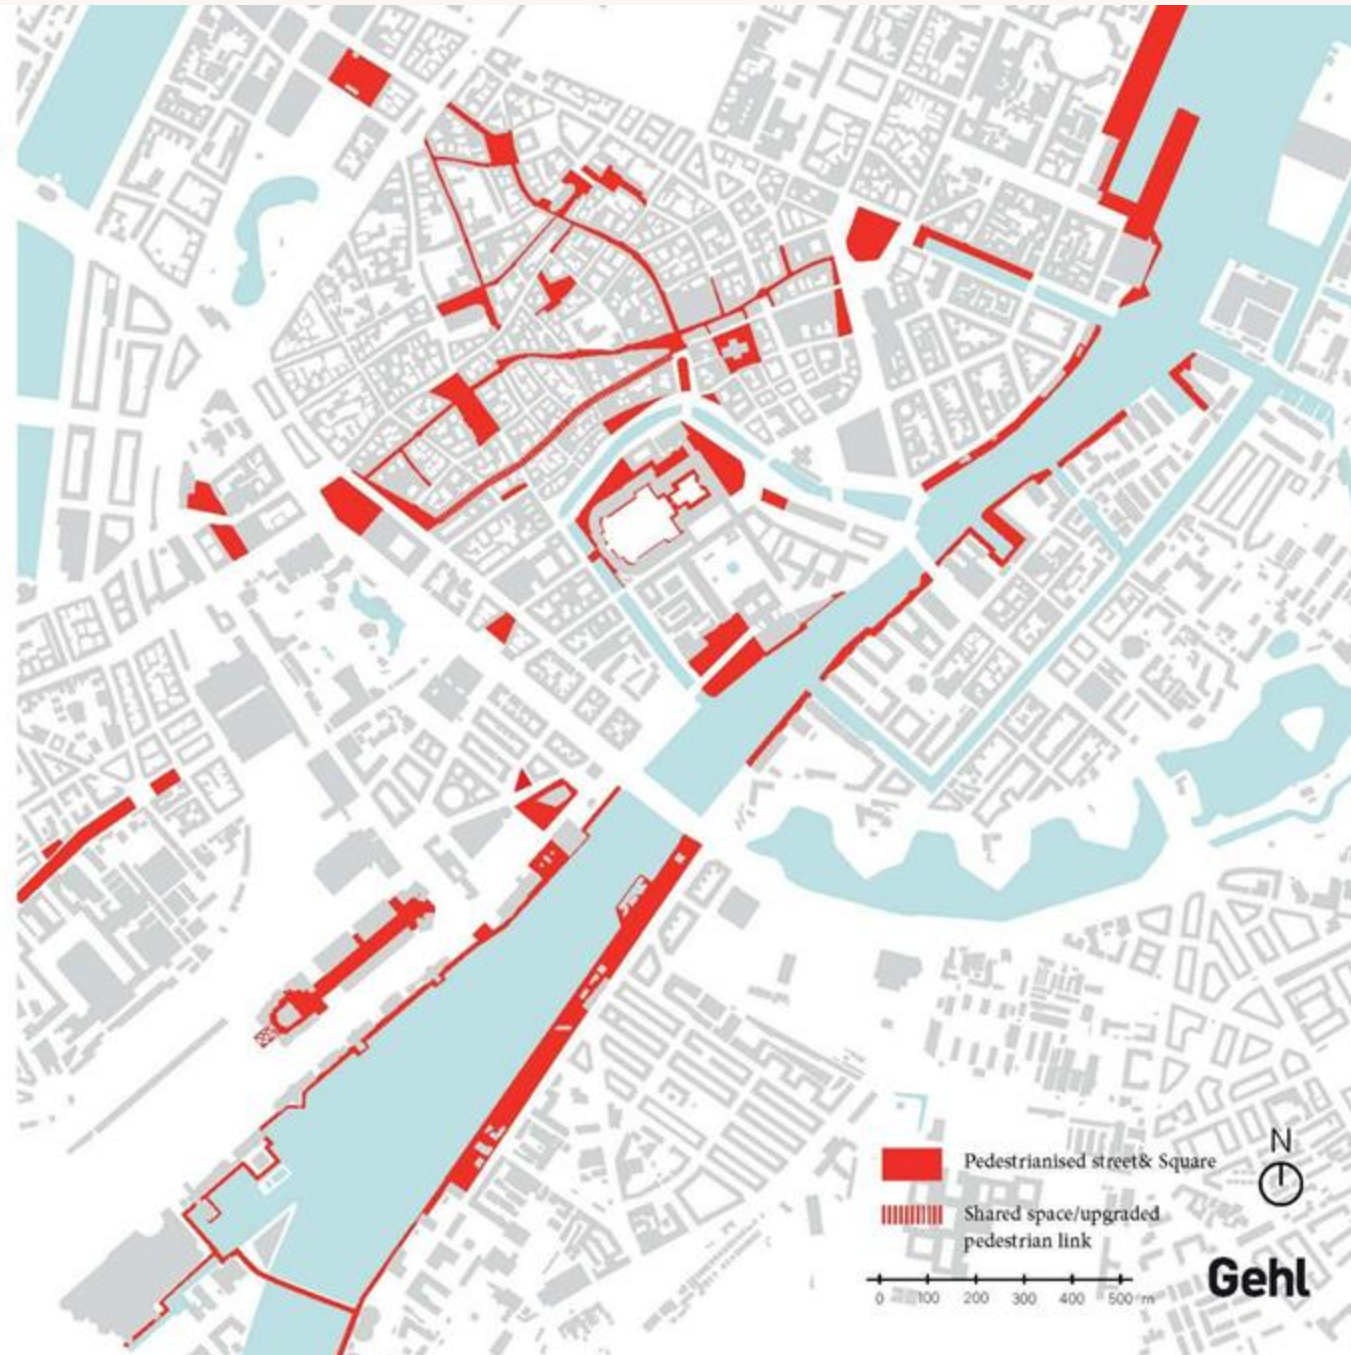 Pedestrianised street& Square
Shared space/upgraded
pedestrian link
N
0 100 200 300 400 500 m
Gehl